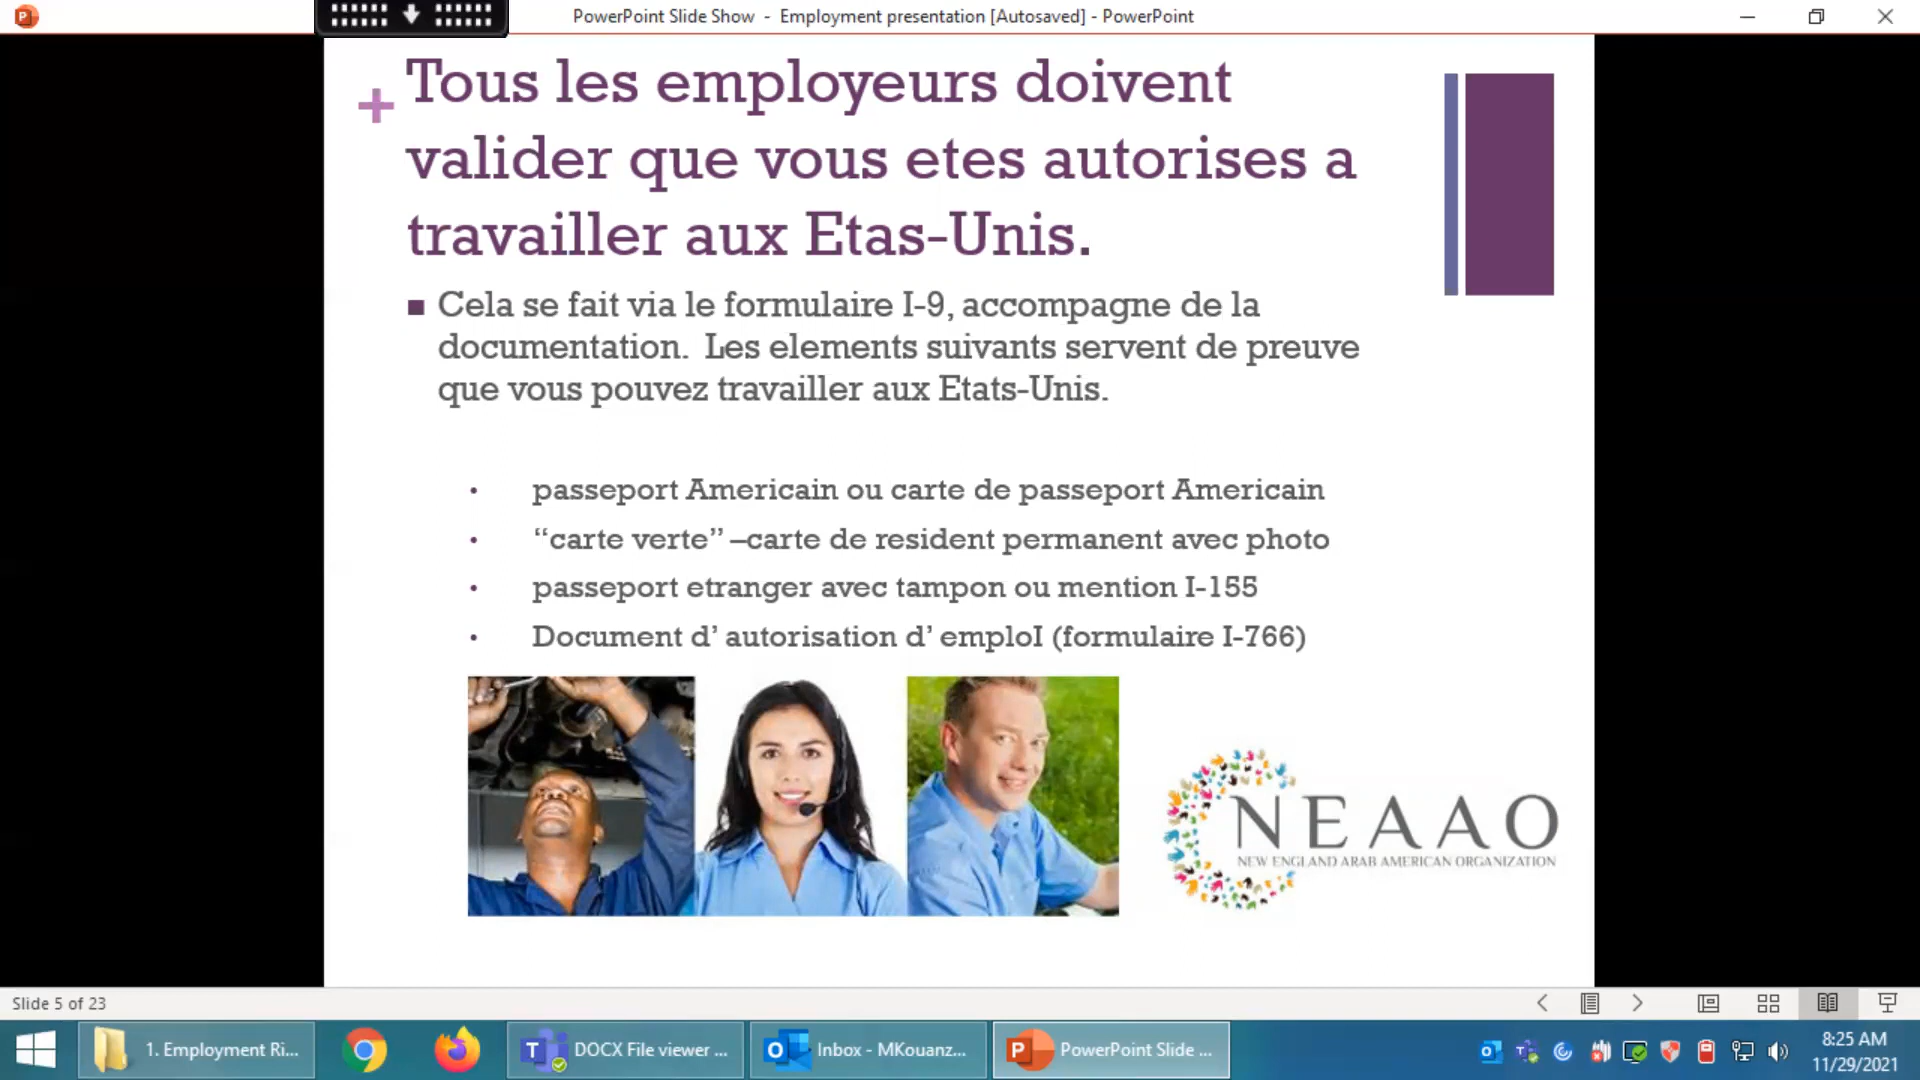 PowerPoint Slide Show - Employment presentation [Autosaved] - PowerPoint
+ Tous les employeurs doivent
valider que vous etes autorises a
travailler aux Etas-Unis.
Cela se fait via le formulaire I-9, accompagne de la
documentation. Les elements suivants servent de preuve
que vous pouvez travailler aux Etats-Unis.
• passeport Americain ou carte de passeport Americain
• “carte verte” –carte de resident permanent avec photo
• passeport etranger avec tampon ou mention I-155
• Document d’ autorisation d’ emploI (formulaire I-766)
NEAAO
NEW ENGLAND ARAB AMERICAN ORGANIZATION
Slide 5 of 23
1. Employment Ri...
DOCX File viewer ...
Inbox - MKouanz...
PowerPoint Slide ...
8:25 AM
11/29/2021